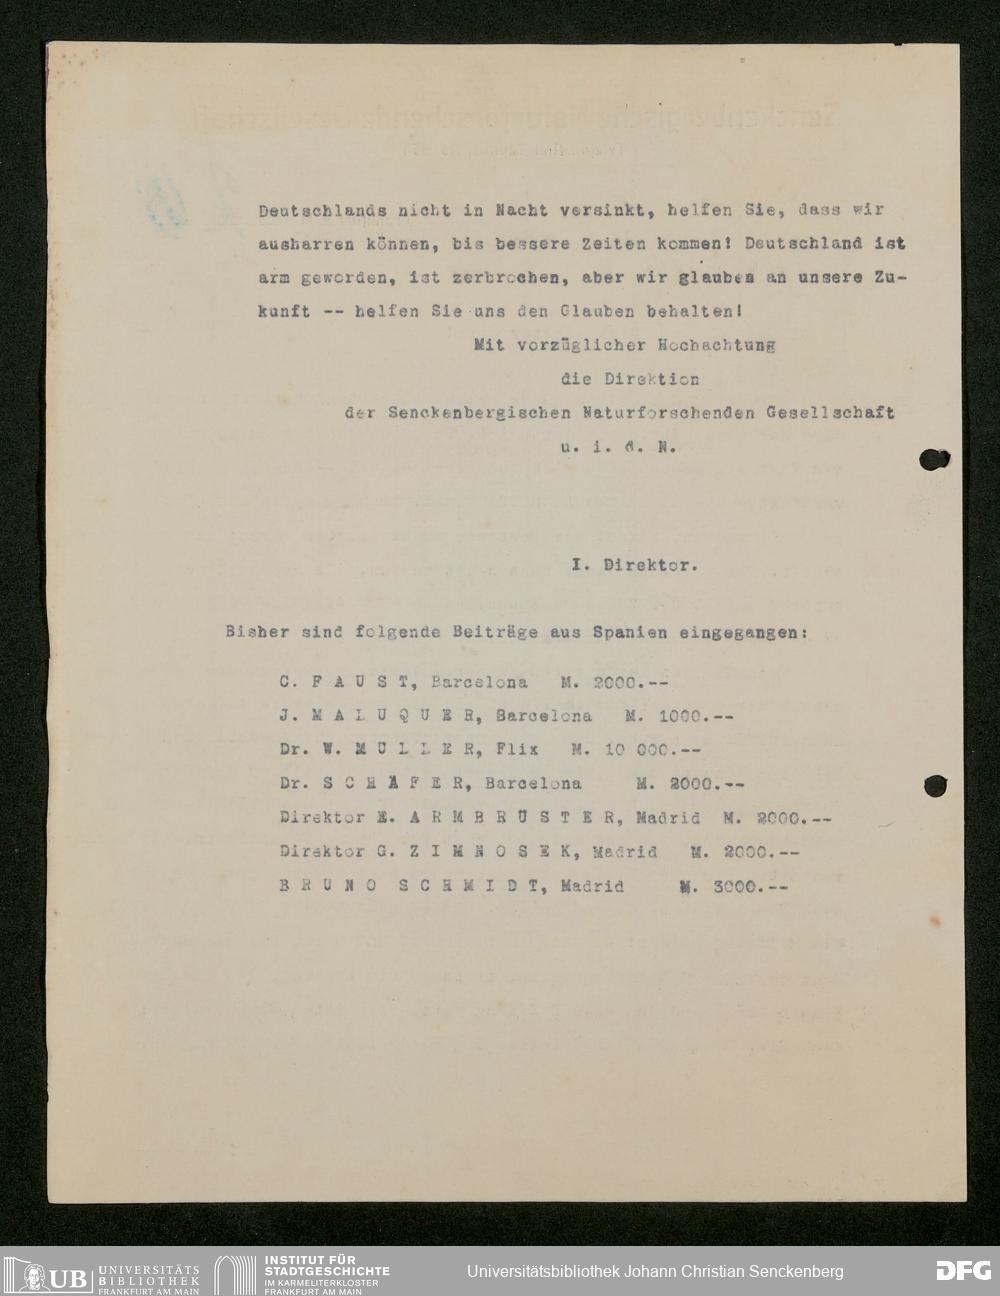 Deutschlands nicht in Nacht versinkt, helfen Sie, dass wir
ausharren können, bis bessere Zeiten kommen! Deutschland ist
arm geworden, ist zerbrochen, aber wir glauben an unsere Zu-
kunft -- helfen Sie uns den Glauben behalten!
Mit vorzüglicher Hochachtung
die Direktion
der Senckenbergischen Naturforschenden Gesellschaft
u. i. d. N.
I. Direktor.
Bisher sind folgende Beiträge aus Spanien eingegangen:
C. F A U S T, Barcelona M. 2000.--
J. M A L U Q U E R, Barcelona M. 1000.--
Dr. W. M U L L E R, Flix M. 10 000.--
Dr. S C H Ä F E R, Barcelona M. 2000.--
Direktor E. A R M B R Ü S T E R, Madrid M. 2000.--
Direktor G. Z I M N O S E K, Madrid M. 2000.--
B R U N O S C H M I D T, Madrid M. 3000.--
UB UNIVERSITÄTS
BIBLIOTHEK
FRANKFURT AM MAIN
INSTITUT FÜR
STADTGESCHICHTE
IM KARMELITERKLOSTER
FRANKFURT AM MAIN
Universitätsbibliothek Johann Christian Senckenberg
DFG